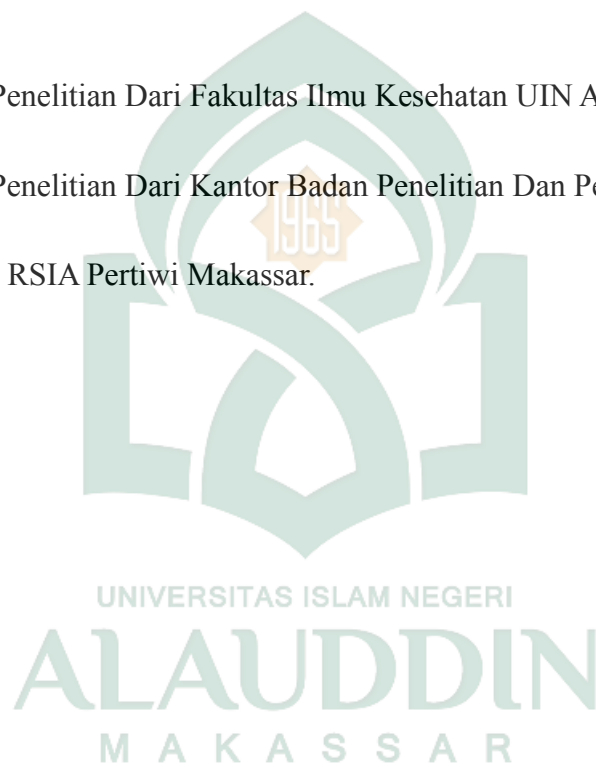 Penelitian Dari Fakultas Ilmu Kesehatan UIN A
Penelitian Dari Kantor Badan Penelitian Dan Pe
RSIA Pertiwi Makassar.
1965
UNIVERSITAS ISLAM NEGERI
ALAUDDIN
MAKASSAR